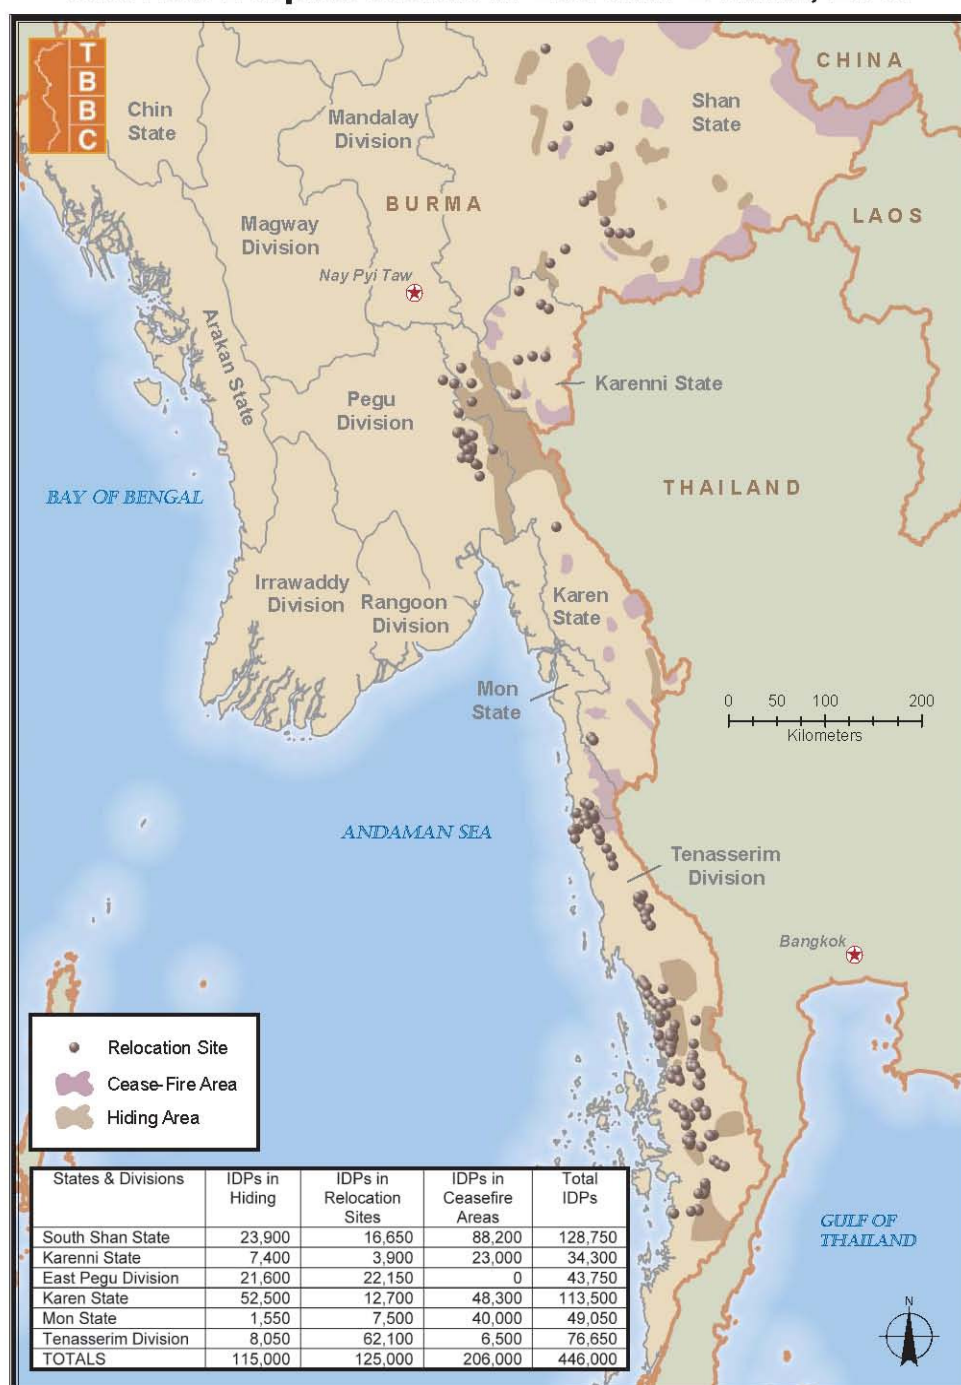 T
B
B
C
CHINA
Chin
State
Mandalay
Division
Shan
State
BURMA
LAOS
Magway
Division
Nay Pyi Taw
Arakan State
Karenni State
Pegu
Division
THAILAND
BAY OF BENGAL
Irrawaddy
Division
Rangoon
Division
Karen
State
Mon
State
0 50 100 200
Kilometers
ANDAMAN SEA
Tenasserim
Division
Bangkok
Relocation Site
Cease-Fire Area
Hiding Area
States & Divisions IDPs in Hiding IDPs in Relocation Sites IDPs in Ceasefire Areas Total IDPs
South Shan State 23,900 16,650 88,200 128,750
Karenni State 7,400 3,900 23,000 34,300
East Pegu Division 21,600 22,150 0 43,750
Karen State 52,500 12,700 48,300 113,500
Mon State 1,550 7,500 40,000 49,050
Tenasserim Division 8,050 62,100 6,500 76,650
TOTALS 115,000 125,000 206,000 446,000
GULF OF
THAILAND
N